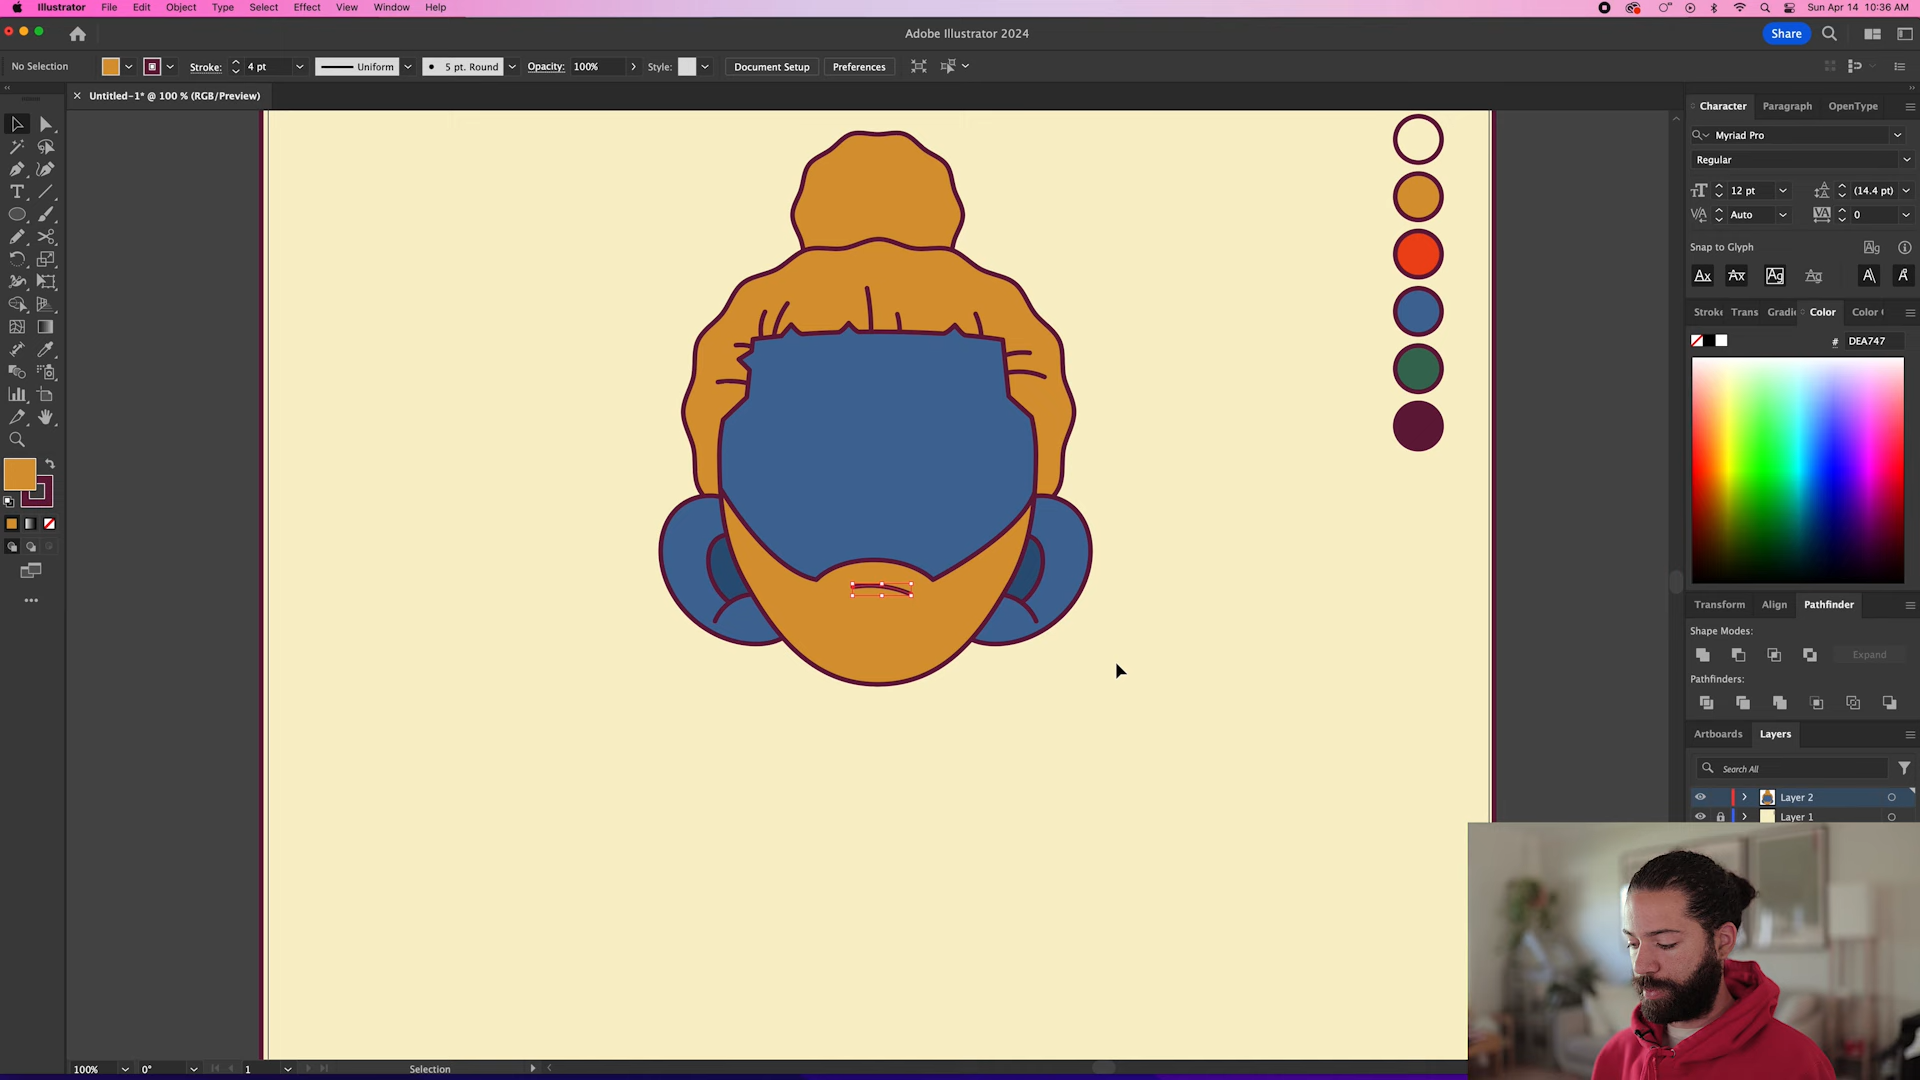 Illustrator File Edit Object Type Select Effect View Window Help Sun Apr 14 10:36 AM
Adobe Illustrator 2024 Share
No Selection Stroke: 4 pt Uniform 5 pt. Round Opacity: 100% Style: Document Setup Preferences
Untitled-1* @ 100 % (RGB/Preview)
Character Paragraph OpenType
Myriad Pro
Regular
12 pt (14.4 pt)
Auto 0
Snap to Glyph
Stroke Trans Gradi Color Color
# DEA747
Transform Align Pathfinder
Shape Modes:
Expand
Pathfinders:
Artboards Layers
Search All
Layer 2
Layer 1
100% 0° 1 Selection